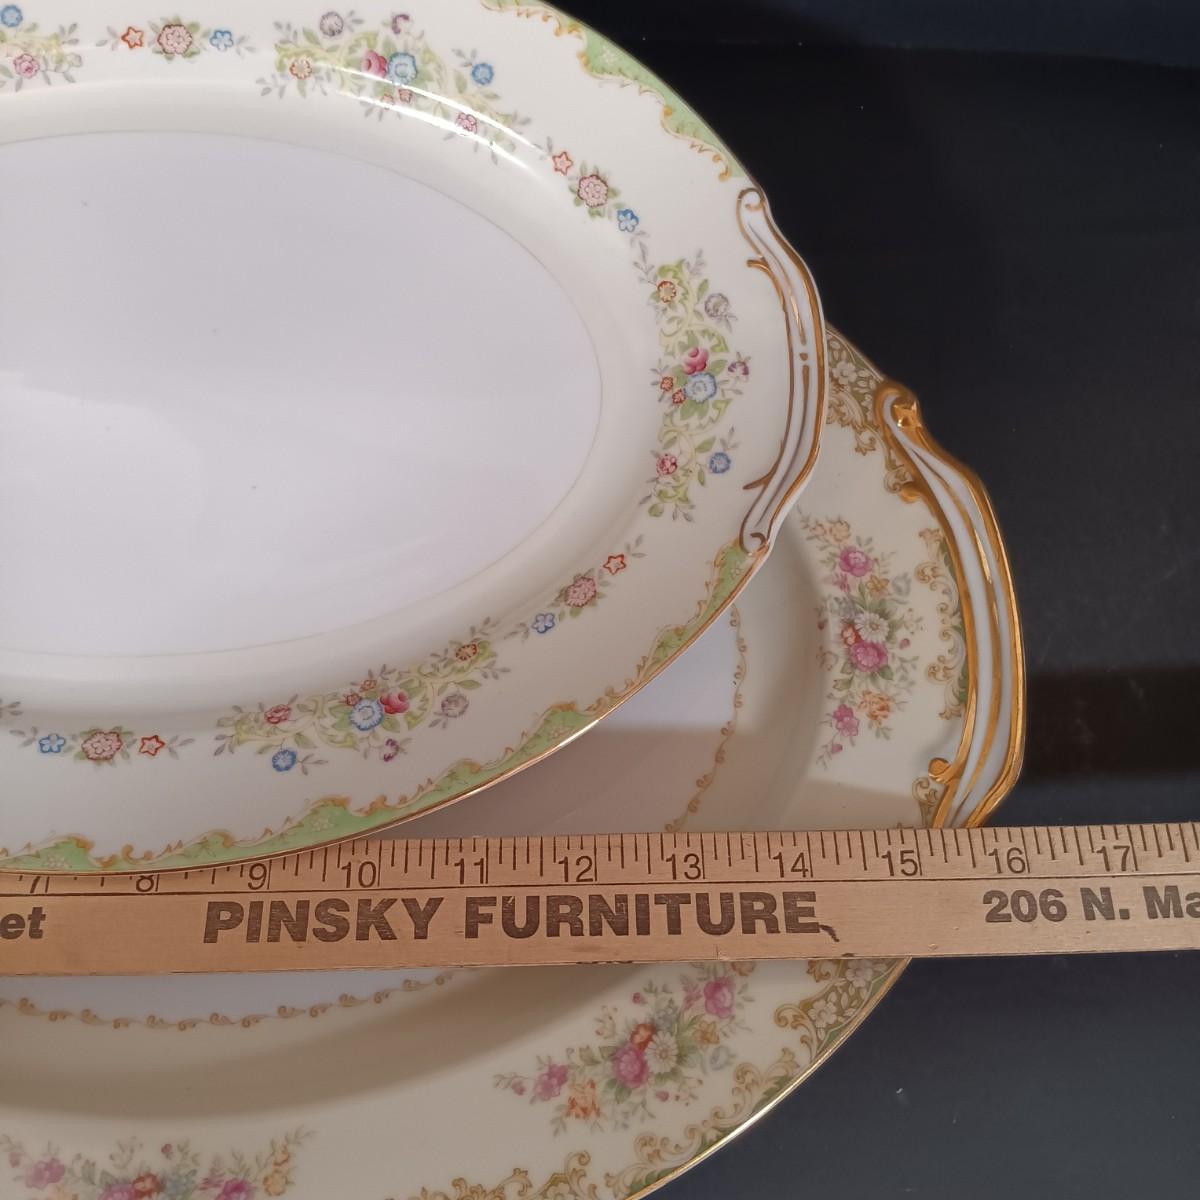 7 8 9 10 11 12 13 14 15 16 17
et PINSKY FURNITURE 206 N. Ma